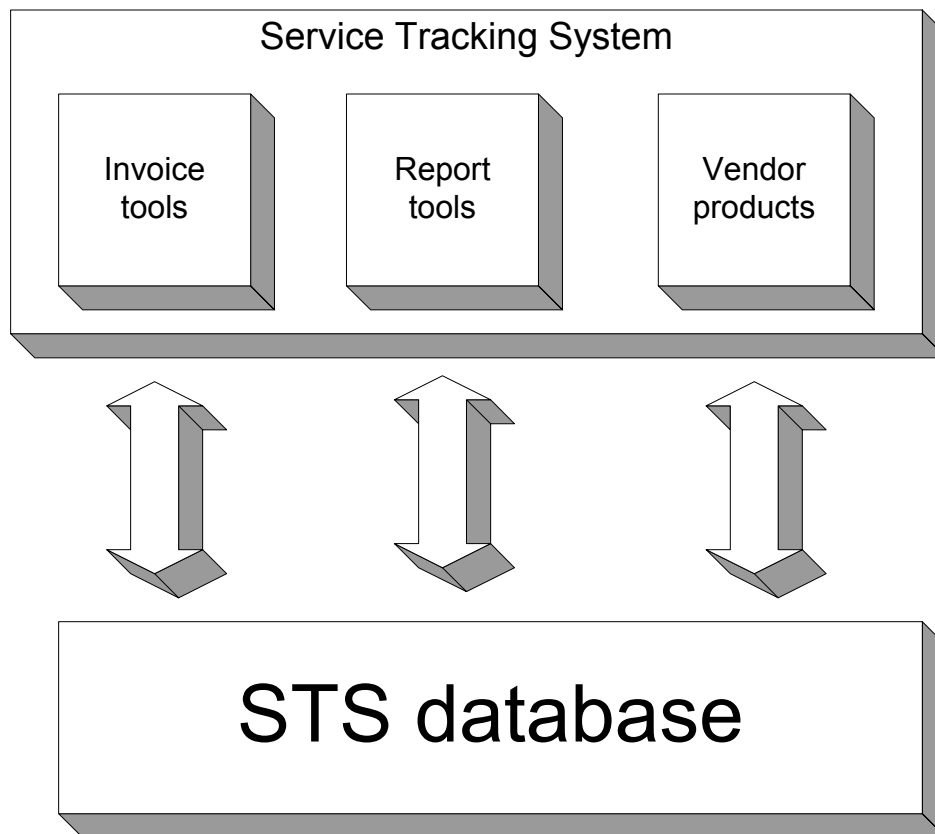 Service Tracking System
Invoice
tools
Report
tools
Vendor
products
STS database